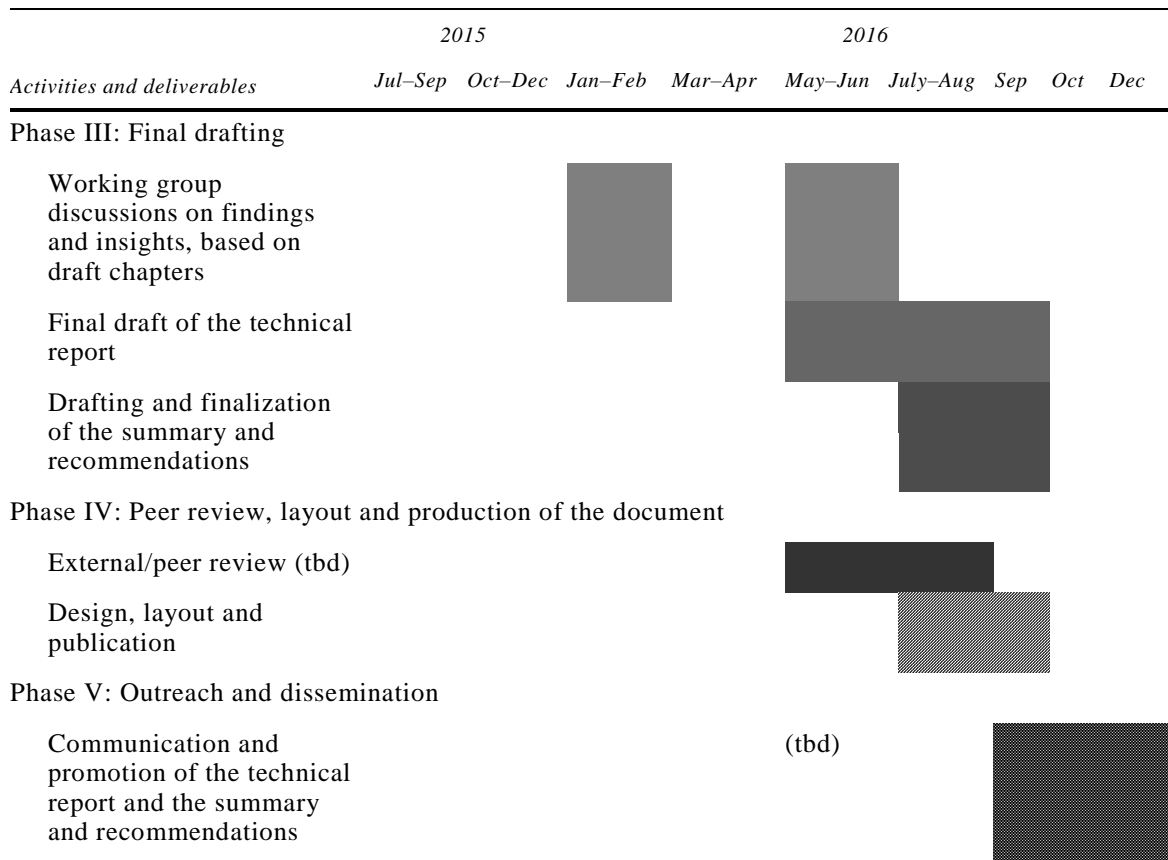 2015 2016
Activities and deliverables Jul–Sep Oct–Dec Jan–Feb Mar–Apr May–Jun July–Aug Sep Oct Dec
Phase III: Final drafting
Working group
discussions on findings
and insights, based on
draft chapters
Final draft of the technical
report
Drafting and finalization
of the summary and
recommendations
Phase IV: Peer review, layout and production of the document
External/peer review (tbd)
Design, layout and
publication
Phase V: Outreach and dissemination
Communication and (tbd)
promotion of the technical
report and the summary
and recommendations